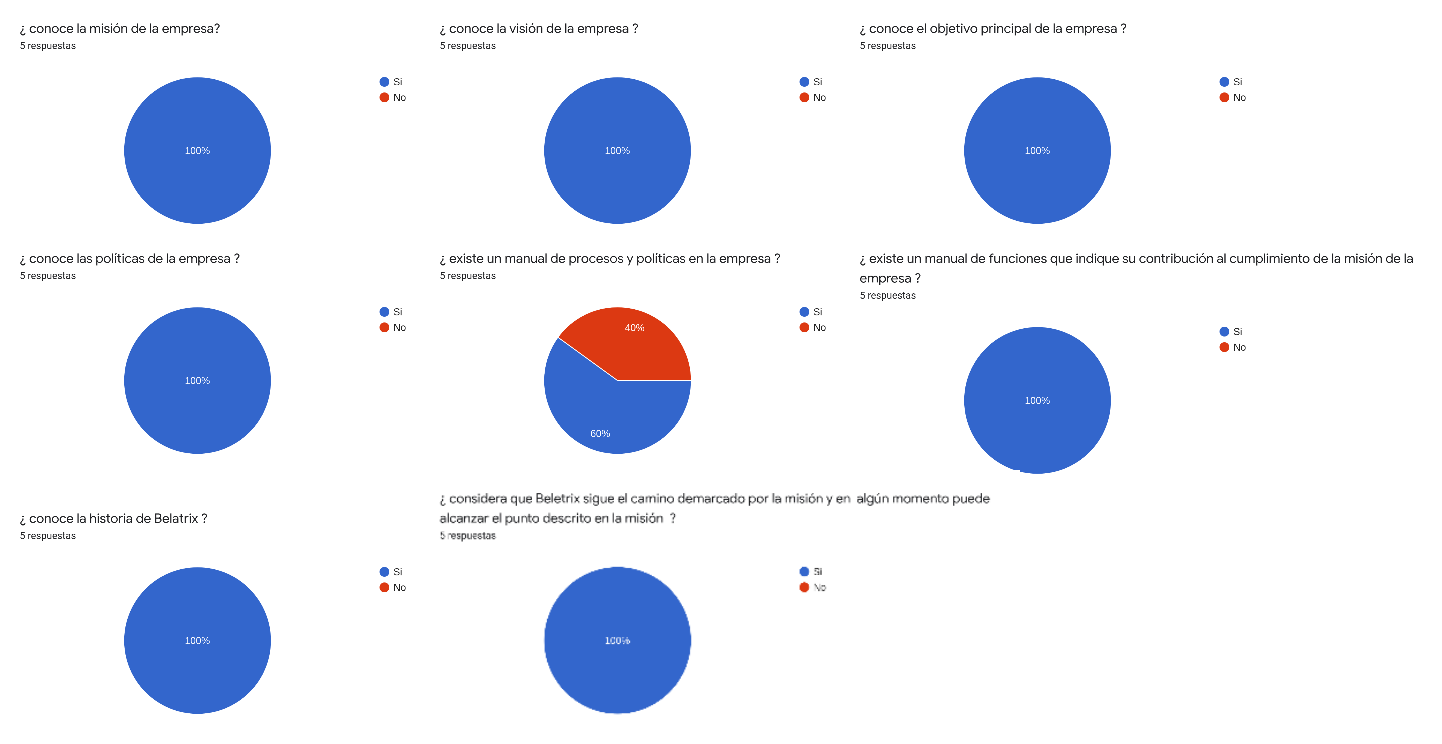 ¿ conoce la misión de la empresa?
5 respuestas
Si
No
100%
¿ conoce la visión de la empresa ?
5 respuestas
Si
No
100%
¿ conoce el objetivo principal de la empresa ?
5 respuestas
Si
No
100%
¿ conoce las políticas de la empresa ?
5 respuestas
Si
No
100%
¿ existe un manual de procesos y políticas en la empresa ?
5 respuestas
Si
No
40%
60%
¿ existe un manual de funciones que indique su contribución al cumplimiento de la misión de la
empresa ?
5 respuestas
Si
No
100%
¿ conoce la historia de Belatrix ?
5 respuestas
Si
No
100%
¿ considera que Beletrix sigue el camino demarcado por la misión y en algún momento puede
alcanzar el punto descrito en la misión ?
5 respuestas
Si
No
100%